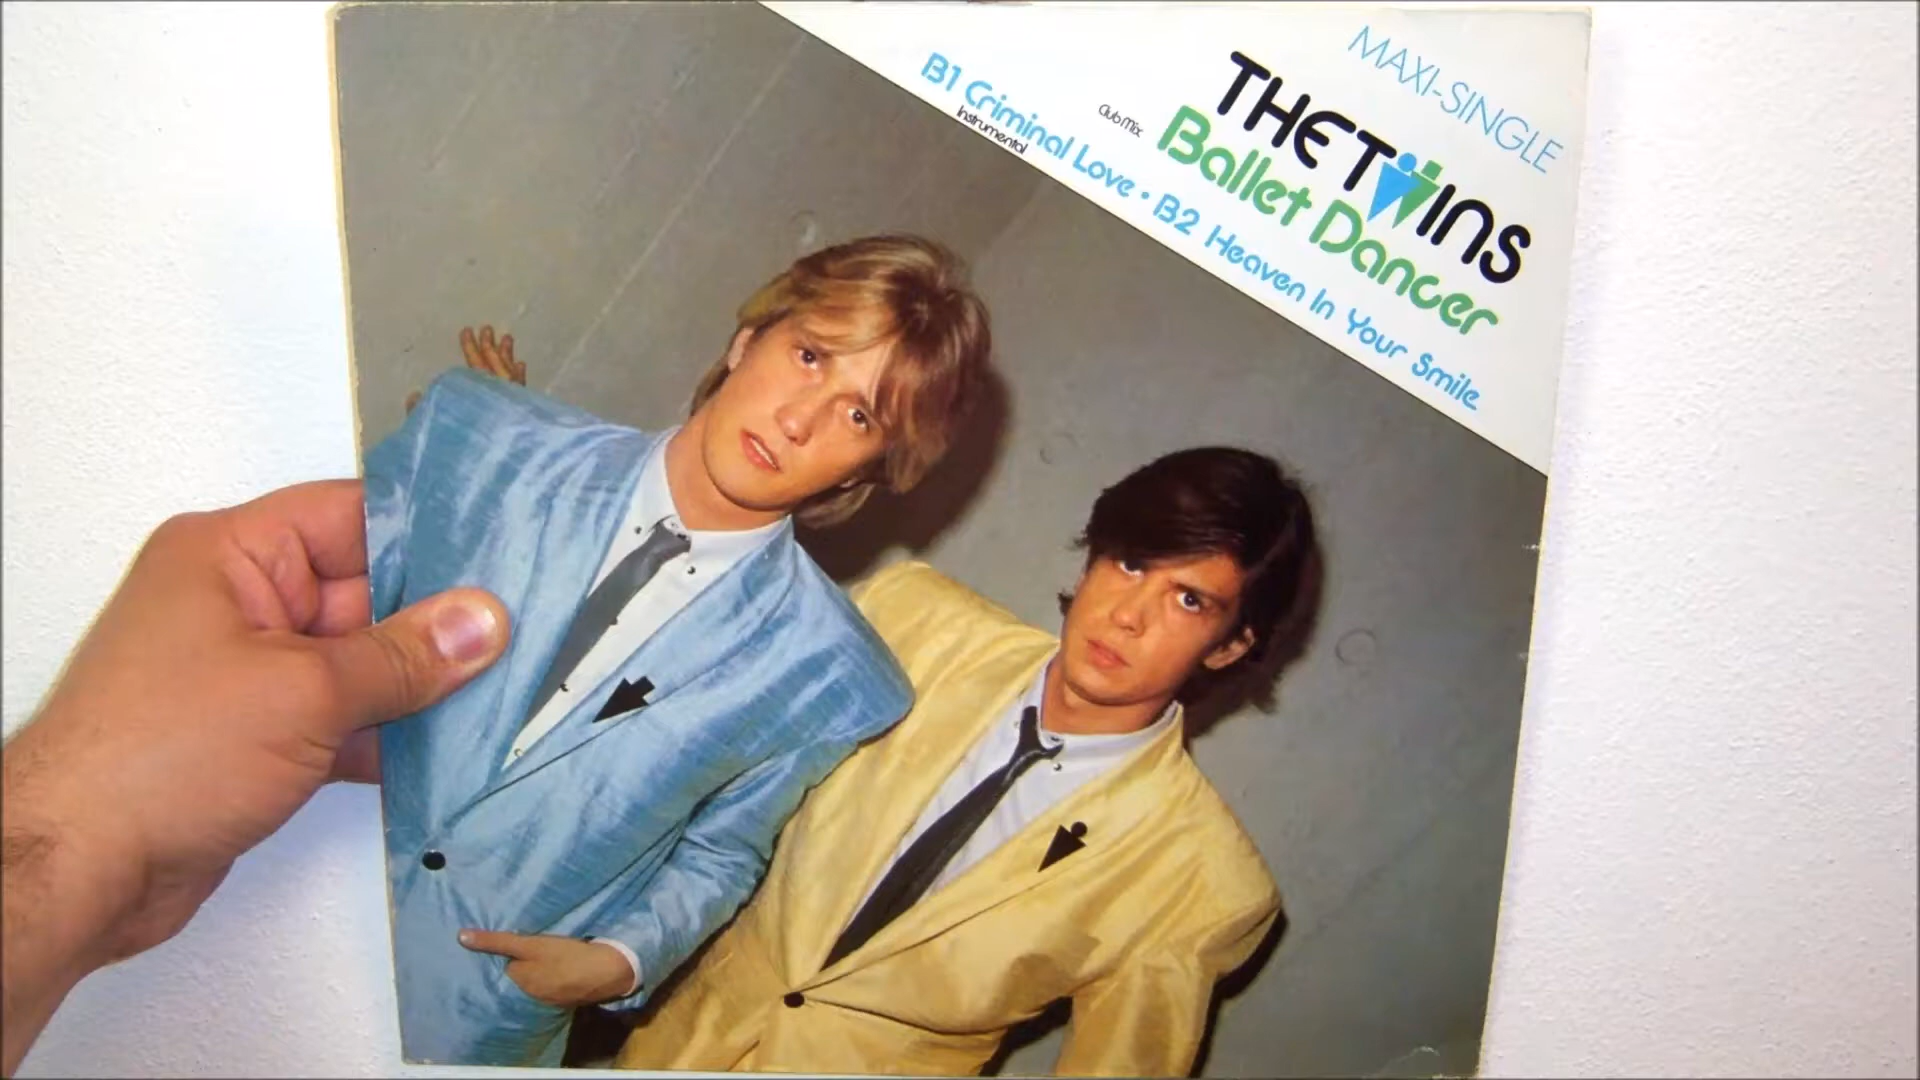 MAXI-SINGLE
THE TWINS
Club Mix
Ballet Dancer
B1 Criminal Love • B2 Heaven In Your Smile
Instrumental